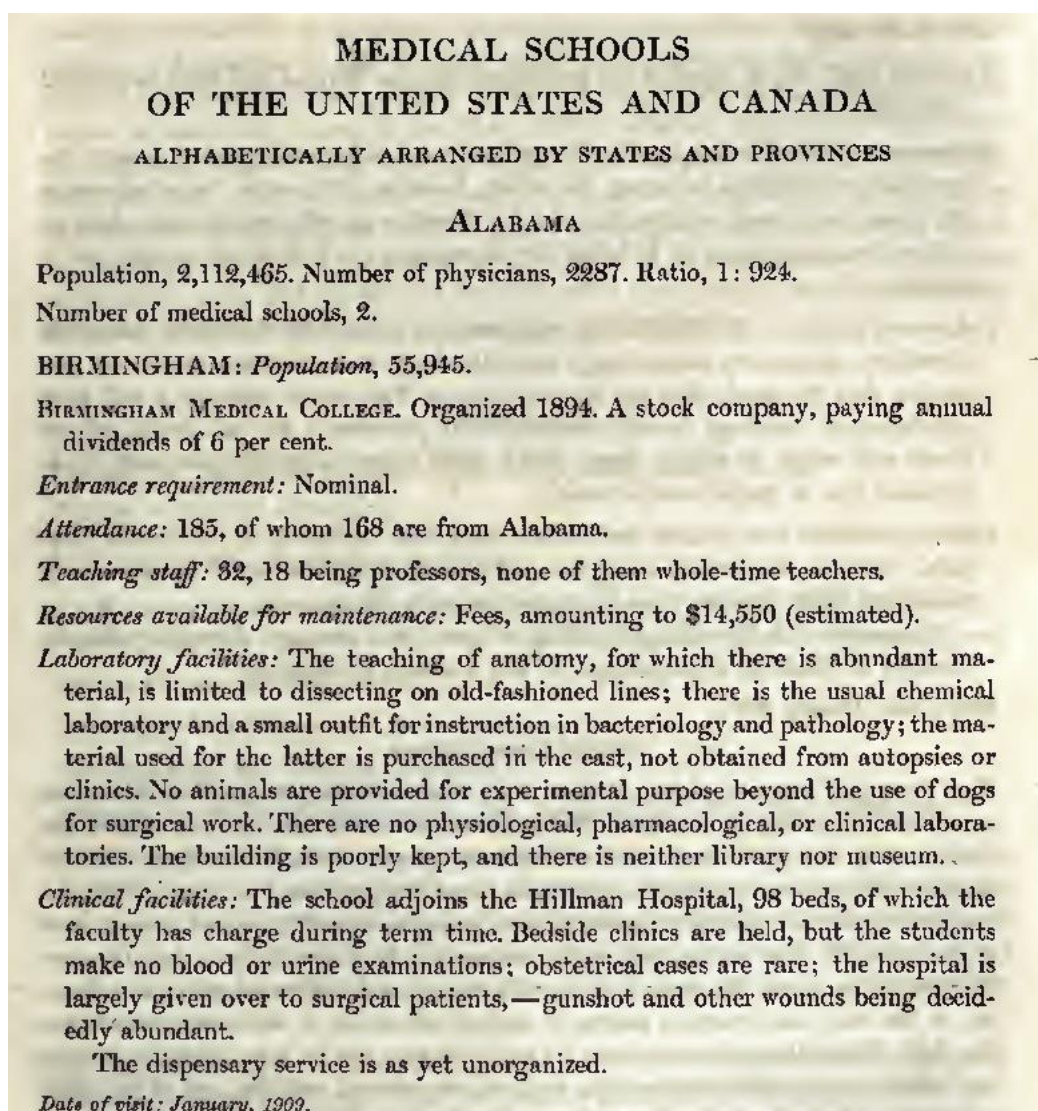 MEDICAL SCHOOLS
OF THE UNITED STATES AND CANADA
ALPHABETICALLY ARRANGED BY STATES AND PROVINCES
ALABAMA
Population, 2,112,465. Number of physicians, 2287. Ratio, 1: 924.
Number of medical schools, 2.
BIRMINGHAM: Population, 55,945.
BIRMINGHAM MEDICAL COLLEGE. Organized 1894. A stock company, paying annual
dividends of 6 per cent.
Entrance requirement: Nominal.
Attendance: 185, of whom 168 are from Alabama.
Teaching staff: 32, 18 being professors, none of them whole-time teachers.
Resources available for maintenance: Fees, amounting to $14,550 (estimated).
Laboratory facilities: The teaching of anatomy, for which there is abundant ma-
terial, is limited to dissecting on old-fashioned lines; there is the usual chemical
laboratory and a small outfit for instruction in bacteriology and pathology; the ma-
terial used for the latter is purchased in the east, not obtained from autopsies or
clinics. No animals are provided for experimental purpose beyond the use of dogs
for surgical work. There are no physiological, pharmacological, or clinical labora-
tories. The building is poorly kept, and there is neither library nor museum.
Clinical facilities: The school adjoins the Hillman Hospital, 98 beds, of which the
faculty has charge during term time. Bedside clinics are held, but the students
make no blood or urine examinations; obstetrical cases are rare; the hospital is
largely given over to surgical patients,—gunshot and other wounds being decid-
edly abundant.
The dispensary service is as yet unorganized.
Date of visit: January, 1909.